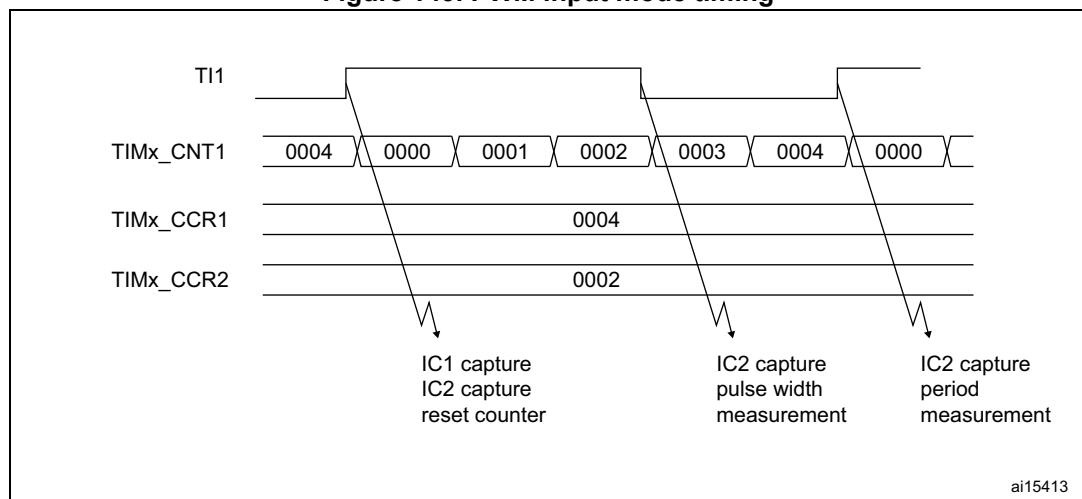 Figure PWM input mode timing
TI1
TIMx_CNT1 0004 0000 0001 0002 0003 0004 0000
TIMx_CCR1 0004
TIMx_CCR2 0002
IC1 capture
IC2 capture
reset counter
IC2 capture
pulse width
measurement
IC2 capture
period
measurement
ai15413